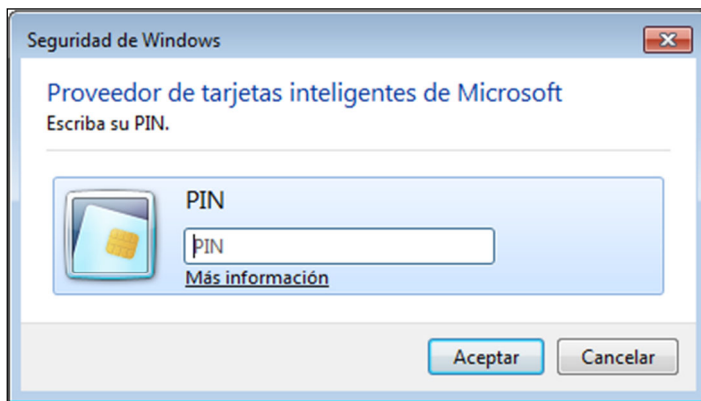 Seguridad de Windows
Proveedor de tarjetas inteligentes de Microsoft
Escriba su PIN.
PIN
PIN
Más información
Aceptar
Cancelar